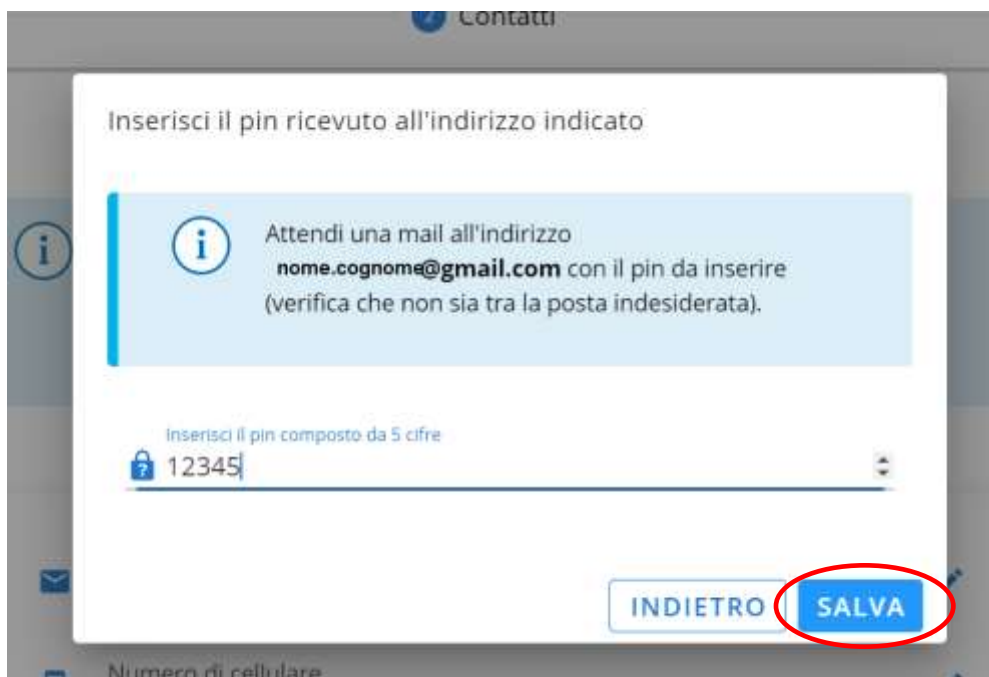 Contatti
Inserisci il pin ricevuto all'indirizzo indicato
Attendi una mail all'indirizzo
nome.cognome@gmail.com con il pin da inserire
(verifica che non sia tra la posta indesiderata).
Inserisci il pin composto da 5 cifre
12345
INDIETRO SALVA
Numero di cellulare